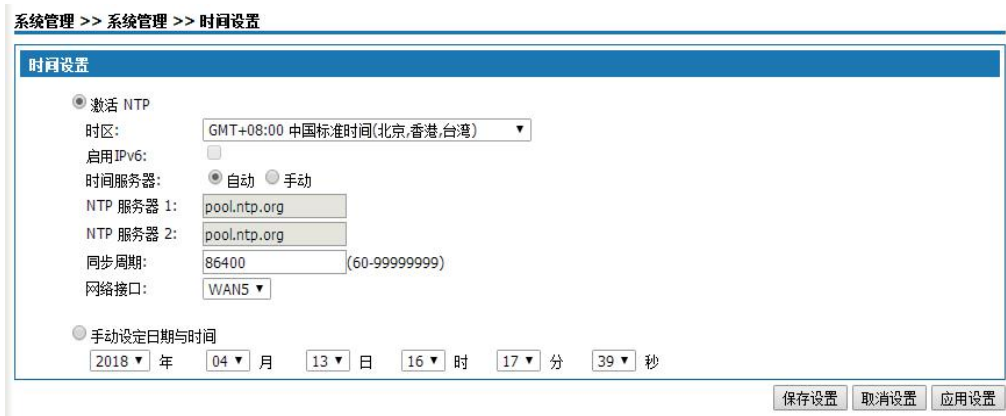 系统管理 >> 系统管理 >> 时间设置
时间设置
激活 NTP
时区: GMT+08:00 中国标准时间(北京,香港,台湾)
启用IPv6:
时间服务器: 自动 手动
NTP 服务器 1: pool.ntp.org
NTP 服务器 2: pool.ntp.org
同步周期: 86400 (60-99999999)
网络接口: WAN5
手动设定日期与时间
2018 年 04 月 13 日 16 时 17 分 39 秒
保存设置 取消设置 应用设置